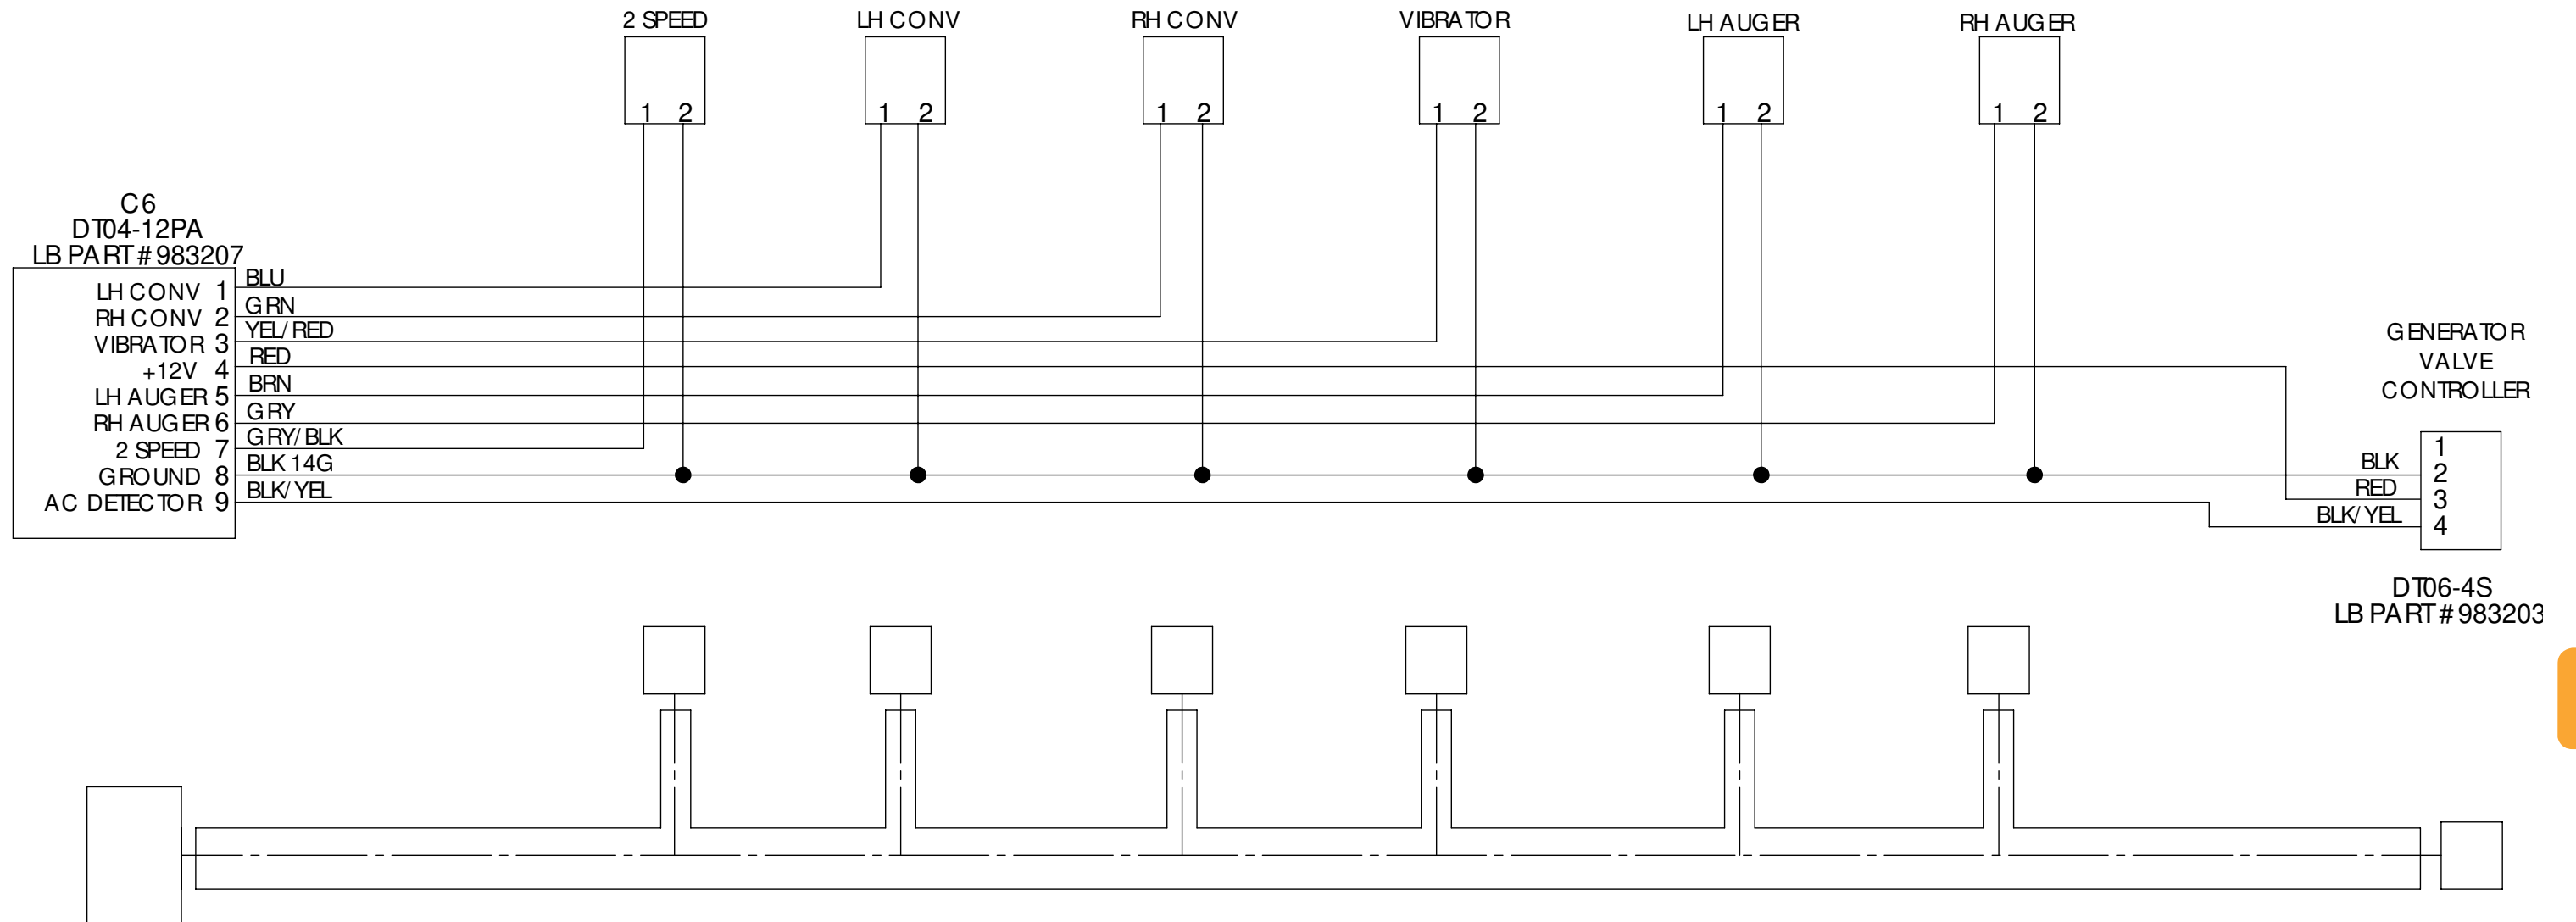 2 SPEED
LH CONV
RH CONV
VIBRATOR
LH AUGER
RH AUGER
1 2
1 2
1 2
1 2
1 2
1 2
C6
DT04-12PA
LB PART # 983207
LH CONV 1 BLU
RH CONV 2 GRN
VIBRATOR 3 YEL/RED
+12V 4 RED
LH AUGER 5 BRN
RH AUGER 6 GRY
2 SPEED 7 GRY/BLK
GROUND 8 BLK 14G
AC DETECTOR 9 BLK/YEL
GENERATOR
VALVE
CONTROLLER
1
BLK 2
RED 3
BLK/YEL 4
DT06-4S
LB PART # 983203